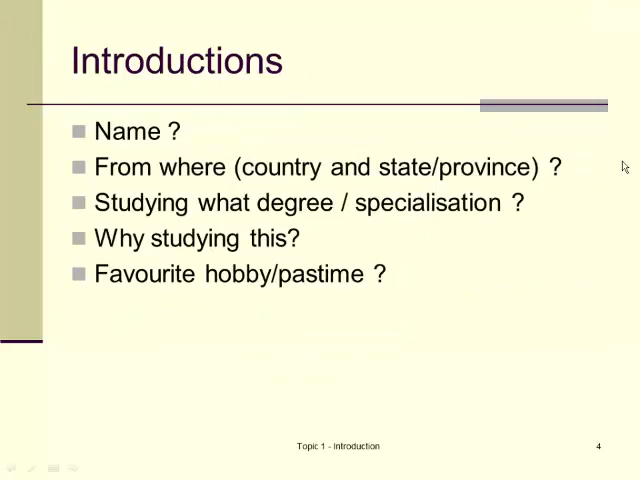 Introductions
Name ?
From where (country and state/province) ?
Studying what degree / specialisation ?
Why studying this?
Favourite hobby/pastime ?
Topic 1 - Introduction
4